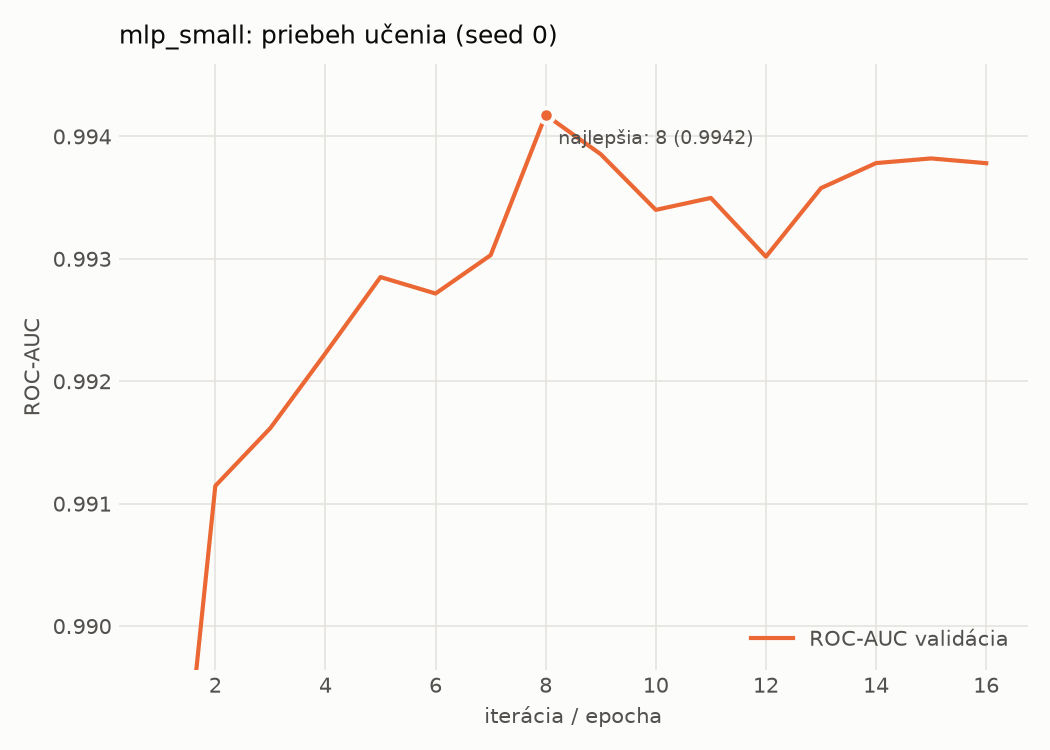 mlp_small: priebeh učenia (seed 0)
0.994
najlepšia: 8 (0.9942)
0.993
0.992
0.991
0.990
ROC-AUC
ROC-AUC validácia
2 4 6 8 10 12 14 16
iterácia / epocha